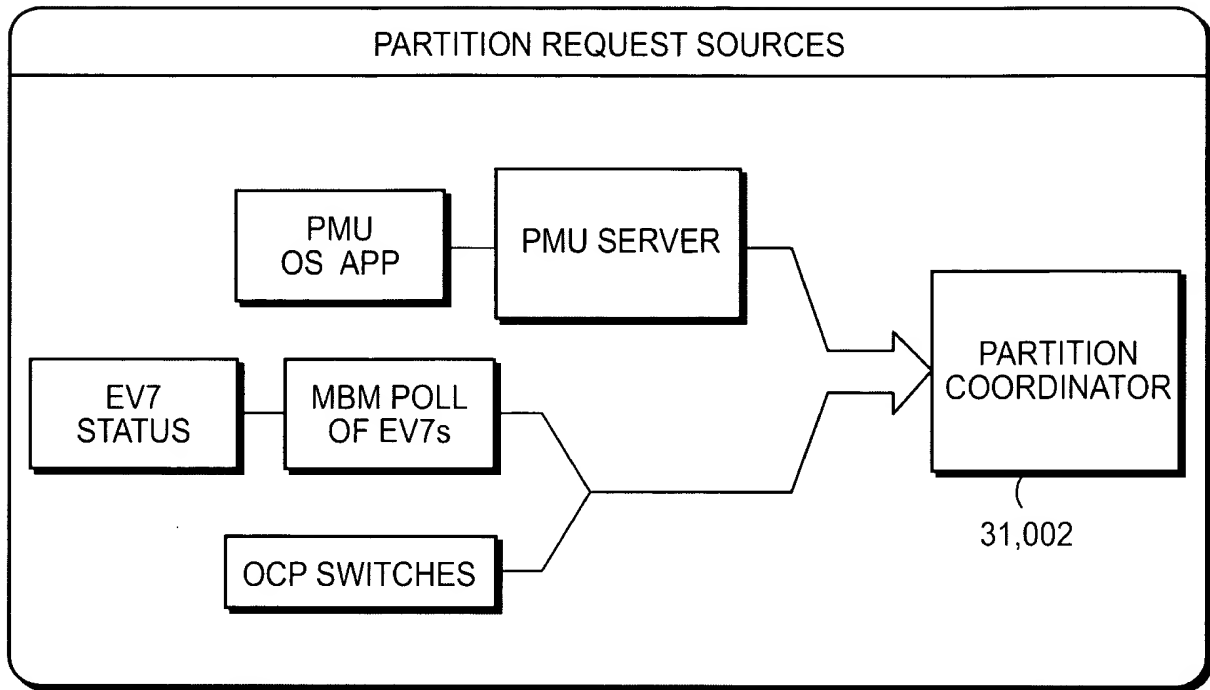 PARTITION REQUEST SOURCES
PMU
OS APP
PMU SERVER
EV7
STATUS
MBM POLL
OF EV7s
OCP SWITCHES
PARTITION
COORDINATOR
31,002